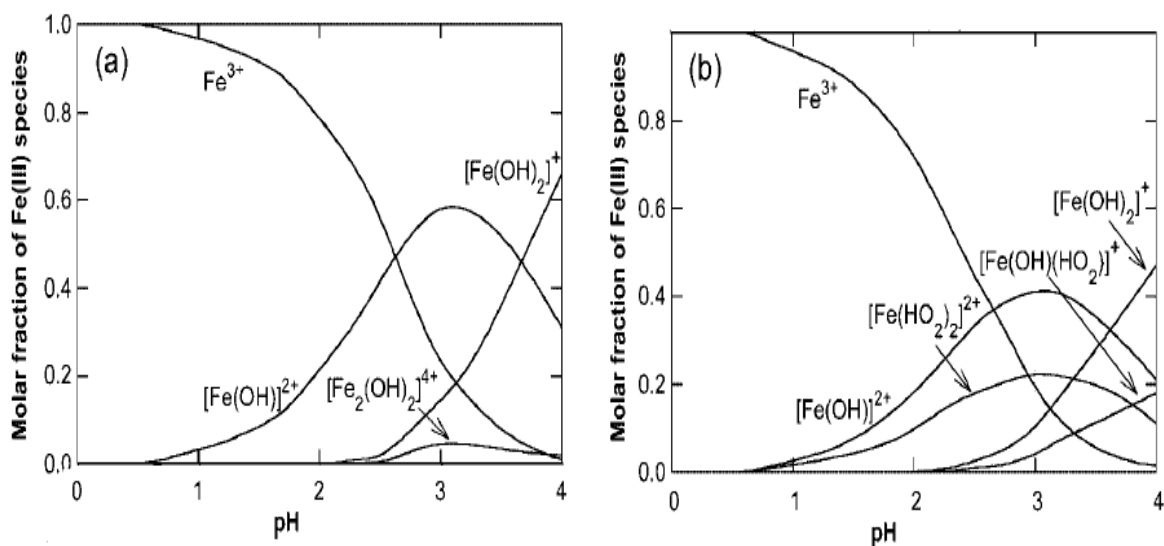 Molar fraction of Fe(III) species
1.0
0.8
0.6
0.4
0.2
0.0
(a)
Fe³⁺
[Fe(OH)₂]⁺
[Fe(OH)]²⁺
[Fe₂(OH)₂]⁴⁺
0 1 2 3 4
pH
Molar fraction of Fe(III) species
0.8
0.6
0.4
0.2
0.0
(b)
Fe³⁺
[Fe(OH)₂]⁺
[Fe(OH)(HO₂)]⁺
[Fe(HO₂)₂]²⁺
[Fe(OH)]²⁺
0 1 2 3 4
pH